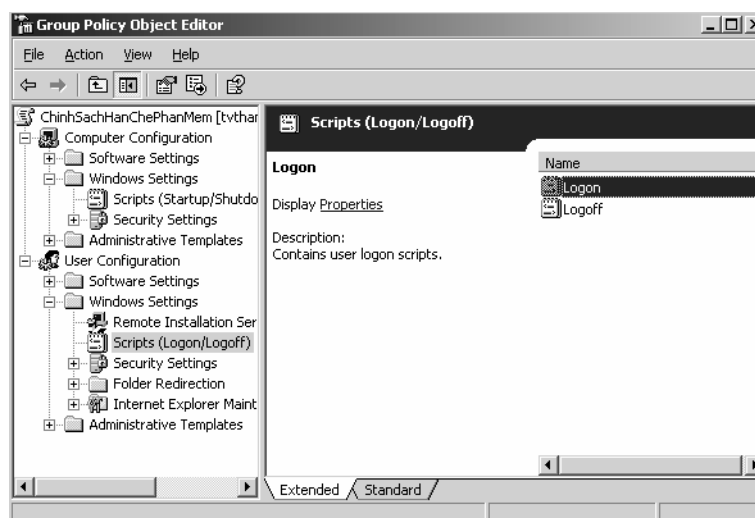 Group Policy Object Editor
File Action View Help
ChinhSachHanChePhanMem [tvthar
Computer Configuration
Software Settings
Windows Settings
Scripts (Startup/Shutdo
Security Settings
Administrative Templates
User Configuration
Software Settings
Windows Settings
Remote Installation Ser
Scripts (Logon/Logoff)
Security Settings
Folder Redirection
Internet Explorer Maint
Administrative Templates
Scripts (Logon/Logoff)
Logon
Display Properties
Description:
Contains user logon scripts.
Name
Logon
Logoff
Extended Standard